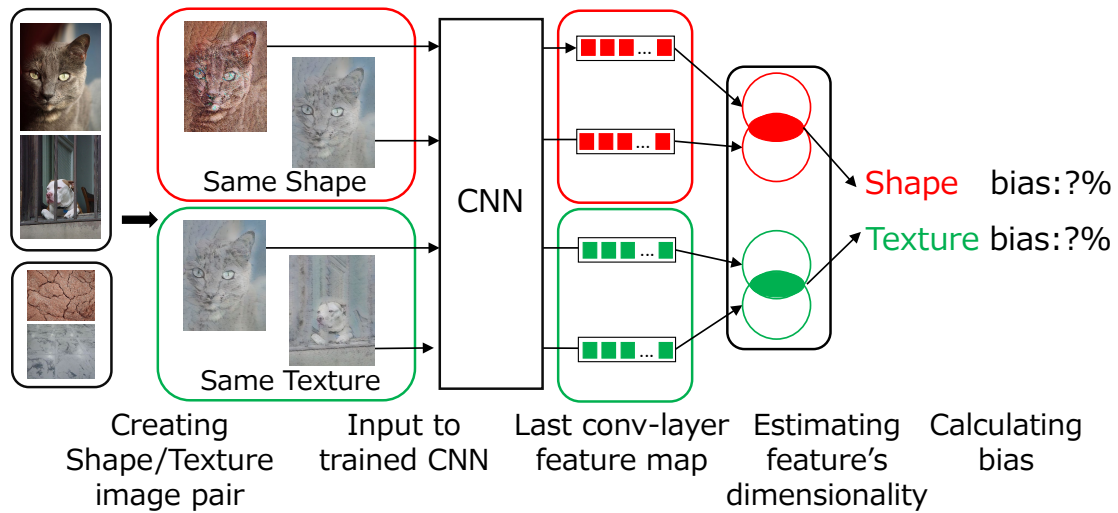 Same Shape
Same Texture
CNN
...
...
...
...
Shape bias:?%
Texture bias:?%
Creating
Shape/Texture
image pair
Input to
trained CNN
Last conv-layer
feature map
Estimating
feature’s
dimensionality
Calculating
bias